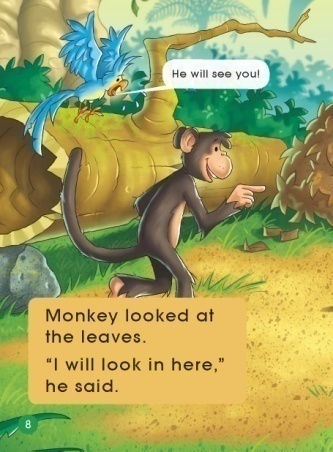 He will see you!
Monkey looked at
the leaves.
“I will look in here,”
he said.
8